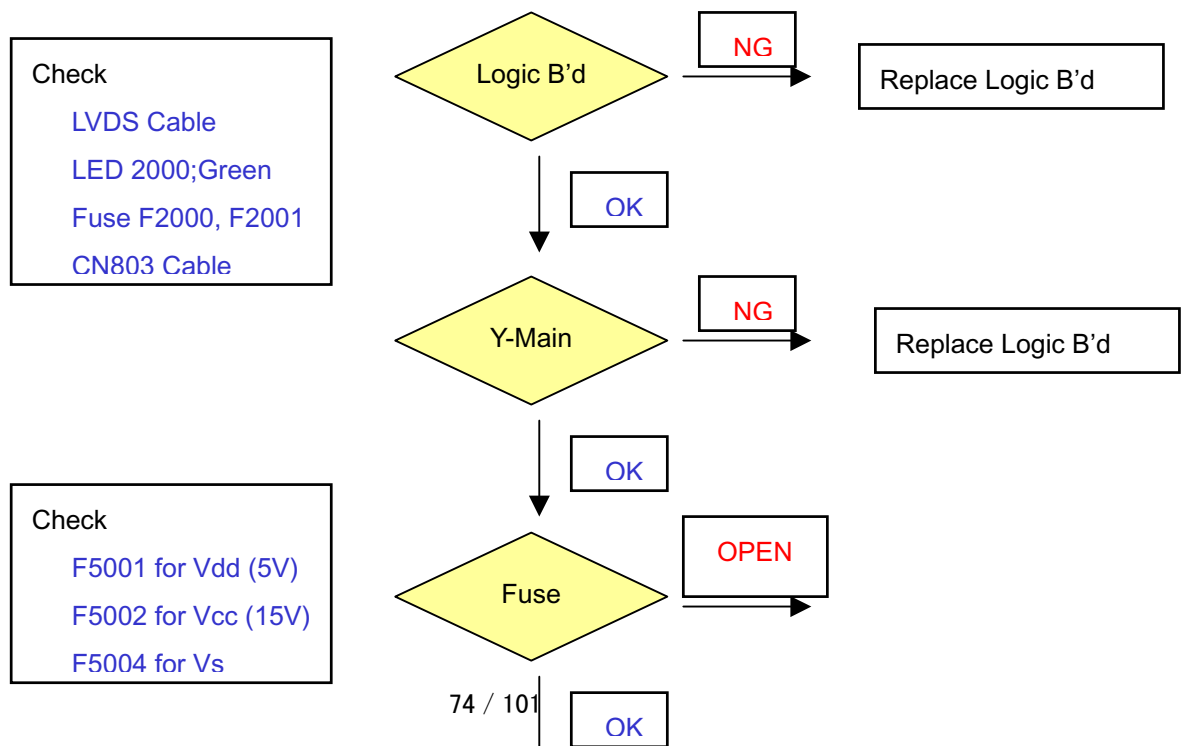 Check
LVDS Cable
LED 2000;Green
Fuse F2000, F2001
CN803 Cable
Logic B’d
NG
Replace Logic B’d
OK
Y-Main
NG
Replace Logic B’d
OK
Check
F5001 for Vdd (5V)
F5002 for Vcc (15V)
F5004 for Vs
Fuse
OPEN
74 / 101
OK